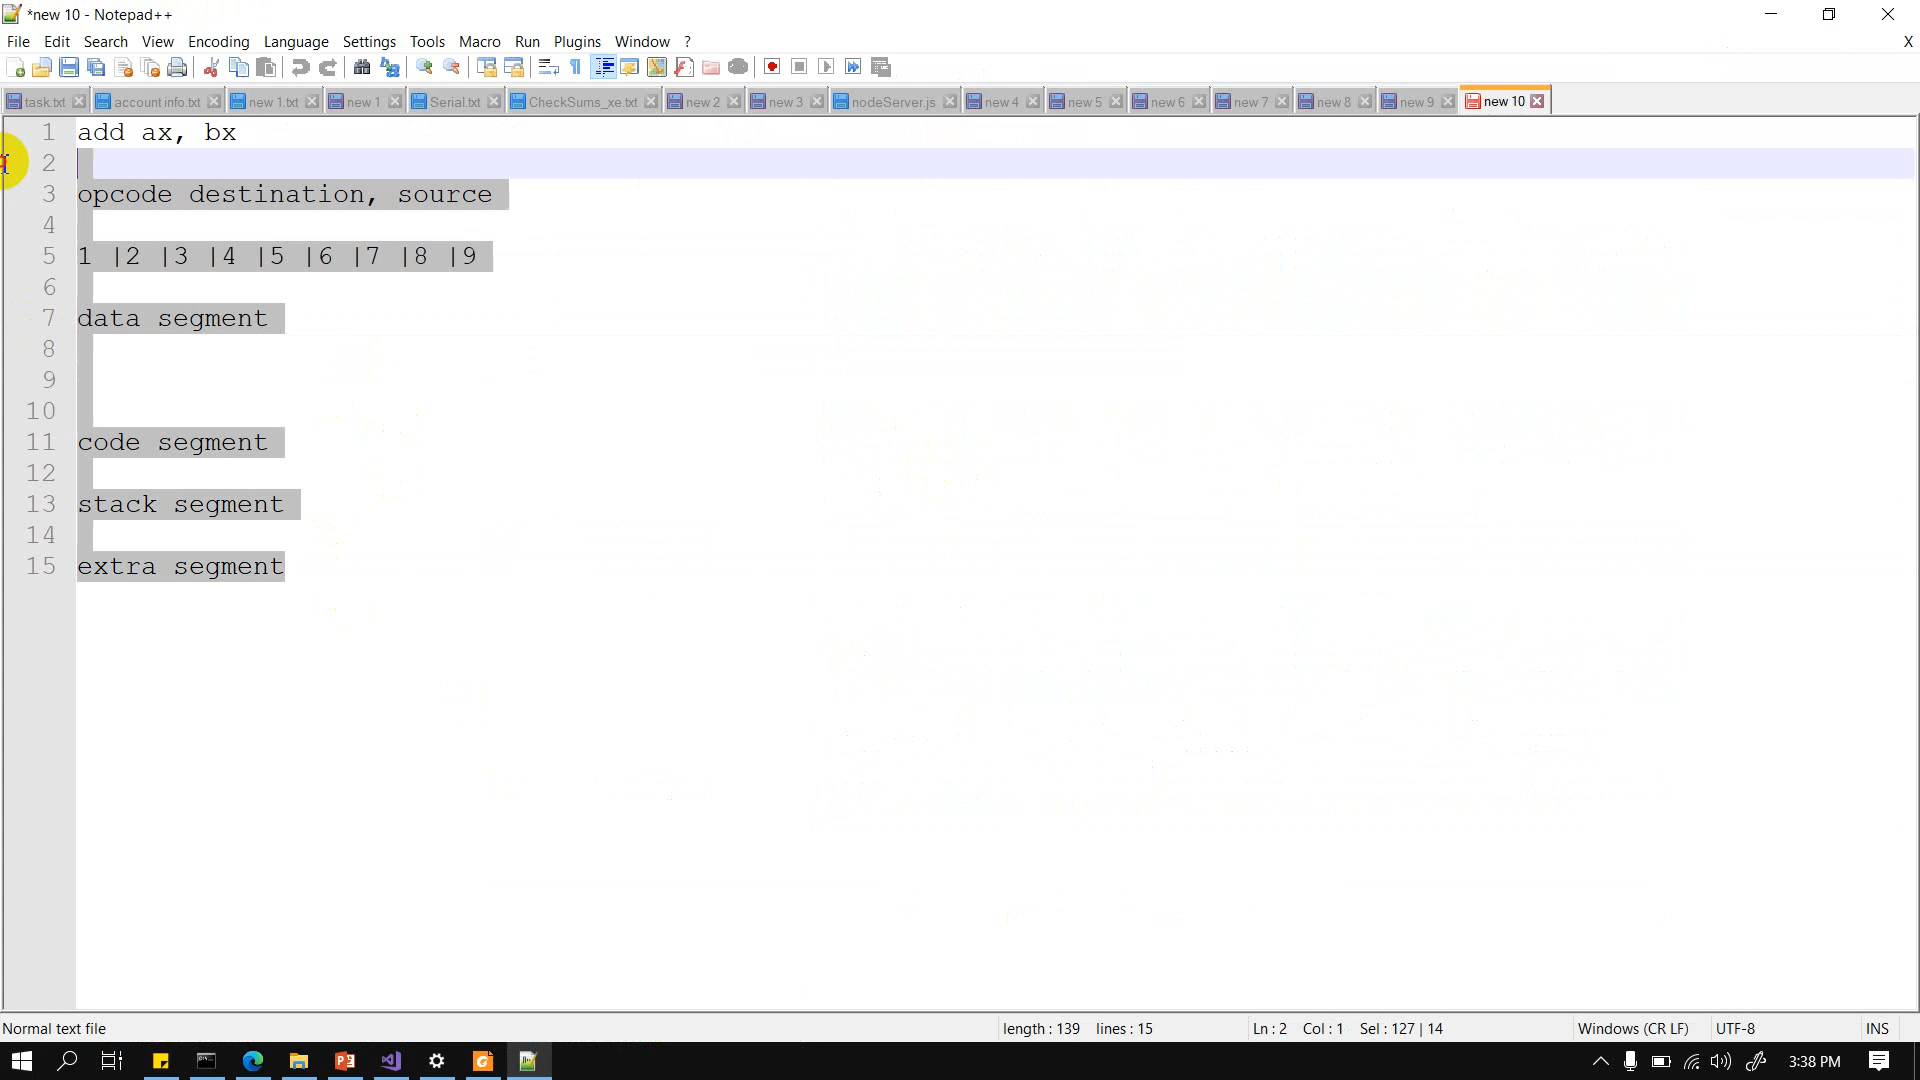 *new 10 - Notepad++
File Edit Search View Encoding Language Settings Tools Macro Run Plugins Window ?
X
task.txt account info.txt new 1.txt new 1 Serial.txt CheckSums_xe.txt new 2 new 3 nodeServer.js new 4 new 5 new 6 new 7 new 8 new 9 new 10
1 add ax, bx
2
3 opcode destination, source
4
5 1 |2 |3 |4 |5 |6 |7 |8 |9
6
7 data segment
8
9
10
11 code segment
12
13 stack segment
14
15 extra segment
Normal text file length : 139 lines : 15 Ln : 2 Col : 1 Sel : 127 | 14 Windows (CR LF) UTF-8 INS
3:38 PM